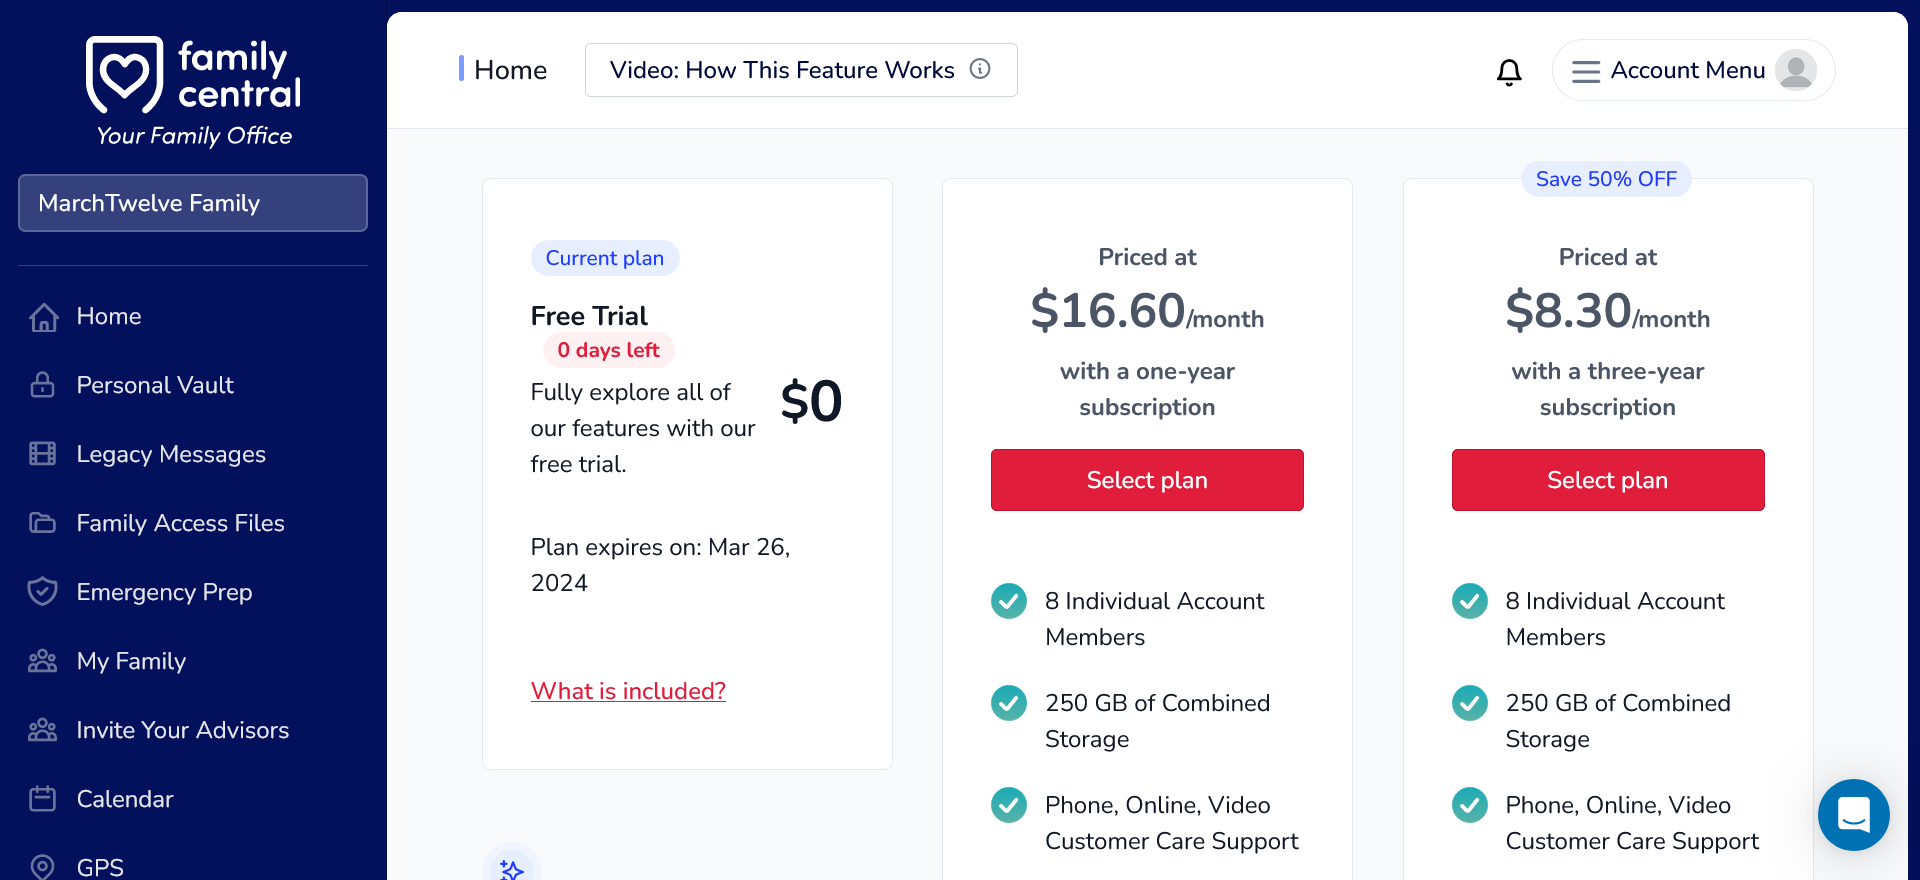 family
central
Your Family Office
MarchTwelve Family
Home
Personal Vault
Legacy Messages
Family Access Files
Emergency Prep
My Family
Invite Your Advisors
Calendar
GPS
Home
Video: How This Feature Works
Account Menu
Current plan
Free Trial
0 days left
Fully explore all of
our features with our
free trial.
$0
Plan expires on: Mar 26,
2024
What is included?
Priced at
$16.60/month
with a one-year
subscription
Select plan
8 Individual Account
Members
250 GB of Combined
Storage
Phone, Online, Video
Customer Care Support
Save 50% OFF
Priced at
$8.30/month
with a three-year
subscription
Select plan
8 Individual Account
Members
250 GB of Combined
Storage
Phone, Online, Video
Customer Care Support